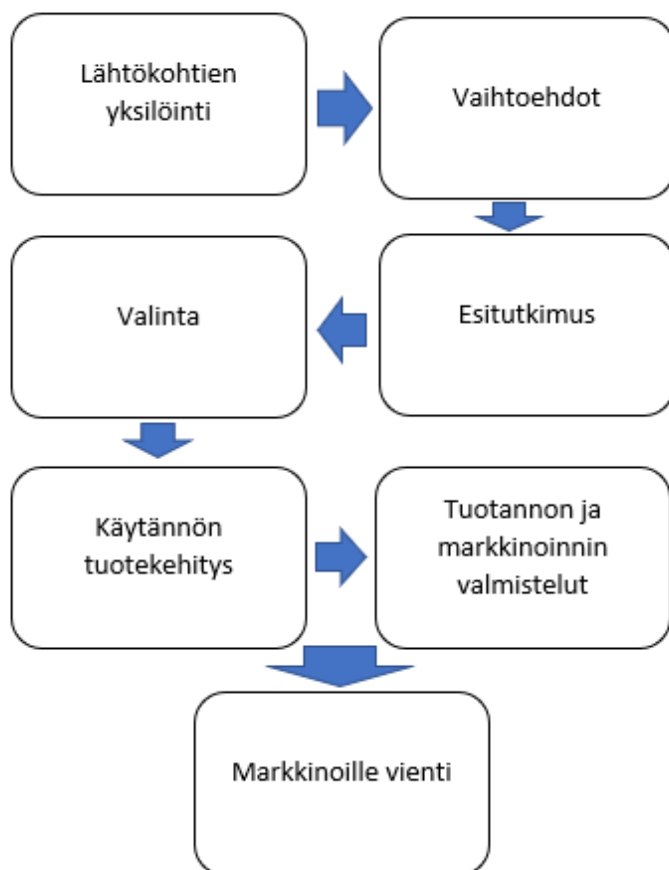 Lähtökohtien
yksilöinti
Vaihtoehdot
Esitutkimus
Valinta
Käytännön
tuotekehitys
Tuotannon ja
markkinoinnin
valmistelut
Markkinoille vienti